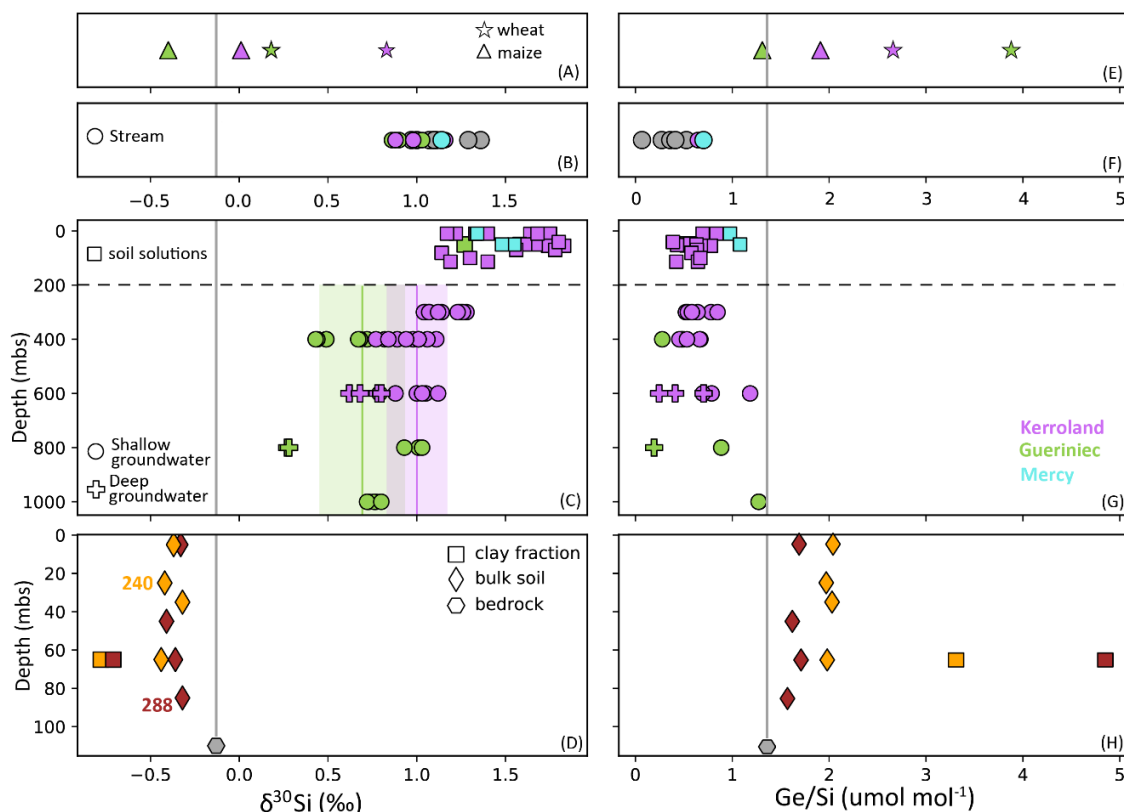 ☆ wheat
△ maize
(A)
(E)
Stream
(B)
(F)
−0.5 0.0 0.5 1.0 1.5
0 1 2 3 4 5
Depth (mbs)
0
200
400
600
800
1000
soil solutions
Shallow
groundwater
Deep
groundwater
(C)
Kerroland
Gueriniec
Mercy
(G)
Depth (mbs)
0
20
40
60
80
100
240
288
clay fraction
bulk soil
bedrock
(D)
(H)
−0.5 0.0 0.5 1.0 1.5
δ³⁰Si (‰)
0 1 2 3 4 5
Ge/Si (umol mol⁻¹)